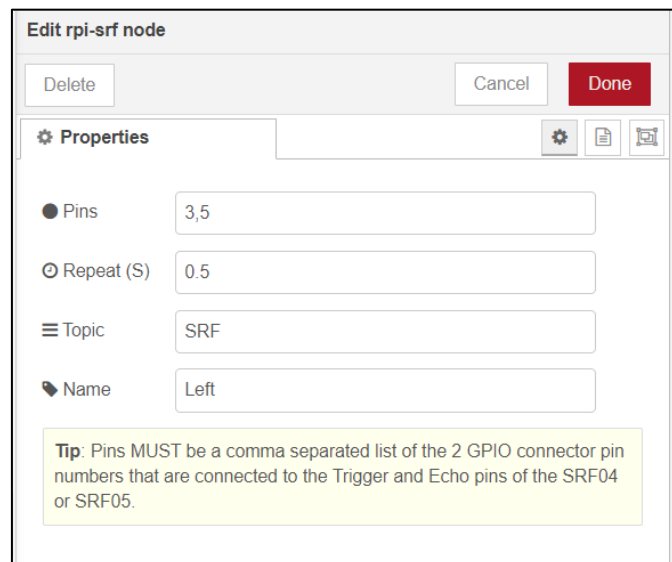 Edit rpi-srf node
Delete
Cancel
Done
Properties
Pins
3,5
Repeat (S)
0.5
Topic
SRF
Name
Left
Tip: Pins MUST be a comma separated list of the 2 GPIO connector pin
numbers that are connected to the Trigger and Echo pins of the SRF04
or SRF05.